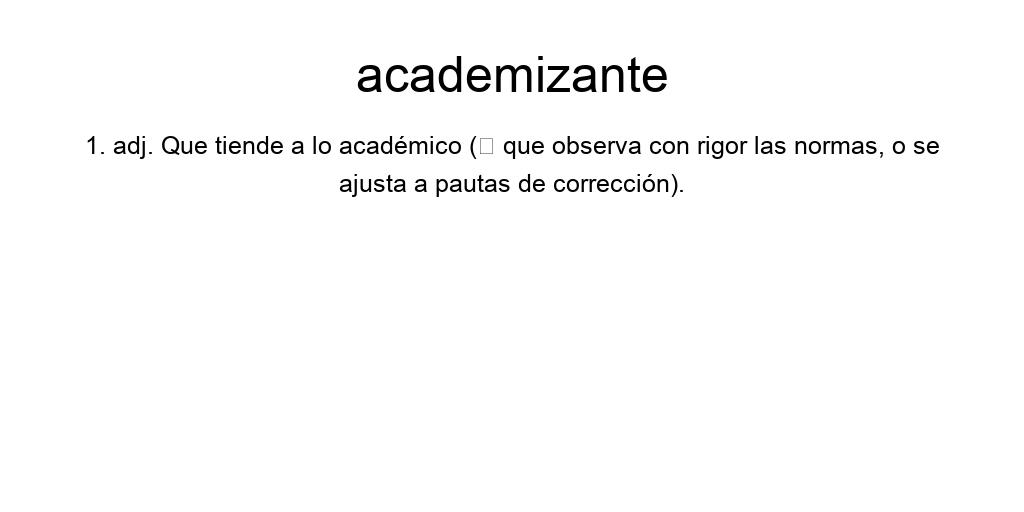 academizante
1. adj. Que tiende a lo académico (▯ que observa con rigor las normas, o se
ajusta a pautas de corrección).